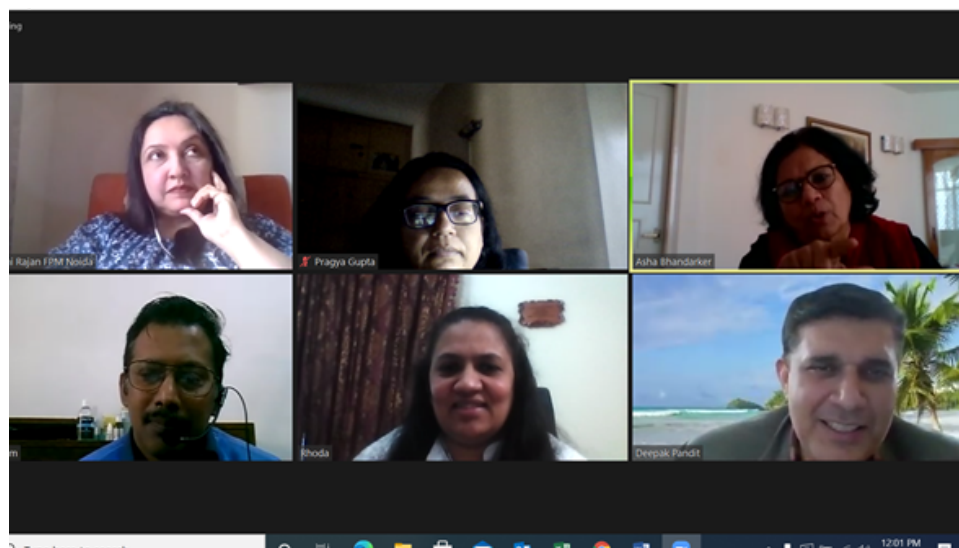 ing
i Rajan FPM Noida
Pragya Gupta
Asha Bhandarker
m
Rhoda
Deepak Pandit
12:01 PM